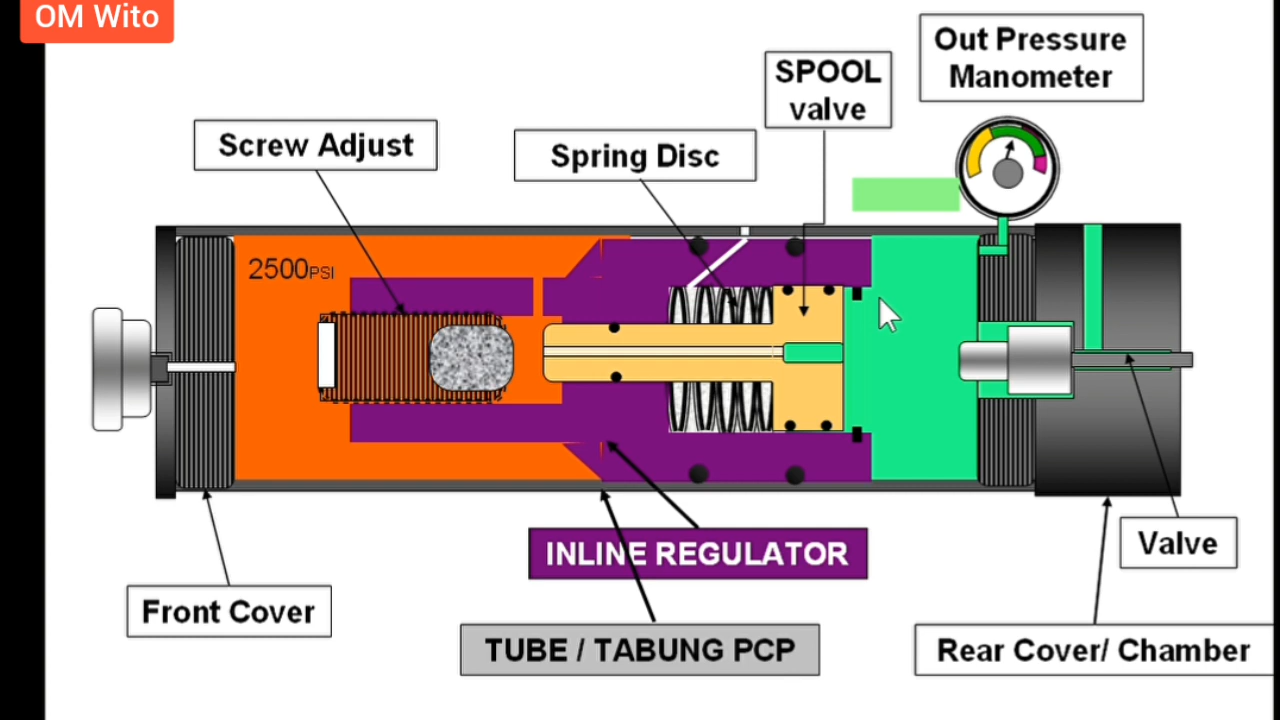 OM Wito
Out Pressure
Manometer
SPOOL
valve
Screw Adjust
Spring Disc
2500PSI
INLINE REGULATOR
Valve
Front Cover
TUBE / TABUNG PCP
Rear Cover/ Chamber